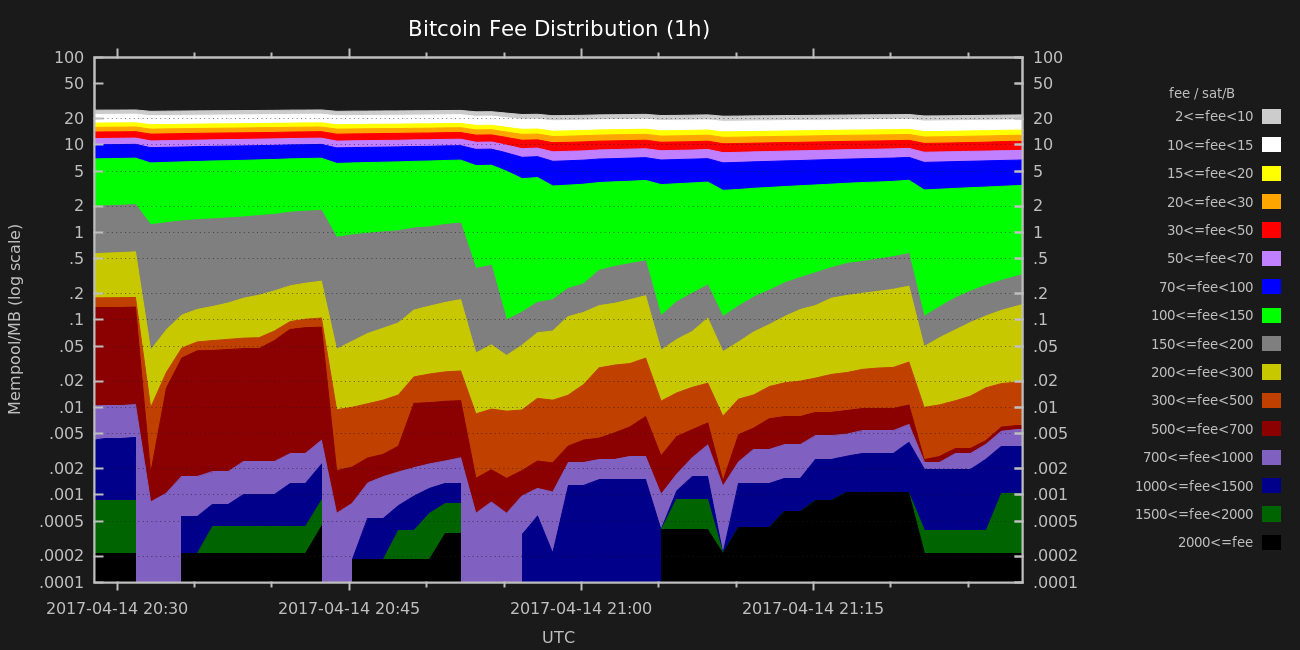 Bitcoin Fee Distribution (1h)
Mempool/MB (log scale)
100
50
20
10
5
2
1
.5
.2
.1
.05
.02
.01
.005
.002
.001
.0005
.0002
.0001
100
50
20
10
5
2
1
.5
.2
.1
.05
.02
.01
.005
.002
.001
.0005
.0002
.0001
2017-04-14 20:30
2017-04-14 20:45
2017-04-14 21:00
2017-04-14 21:15
UTC
fee / sat/B
2<=fee<10
10<=fee<15
15<=fee<20
20<=fee<30
30<=fee<50
50<=fee<70
70<=fee<100
100<=fee<150
150<=fee<200
200<=fee<300
300<=fee<500
500<=fee<700
700<=fee<1000
1000<=fee<1500
1500<=fee<2000
2000<=fee